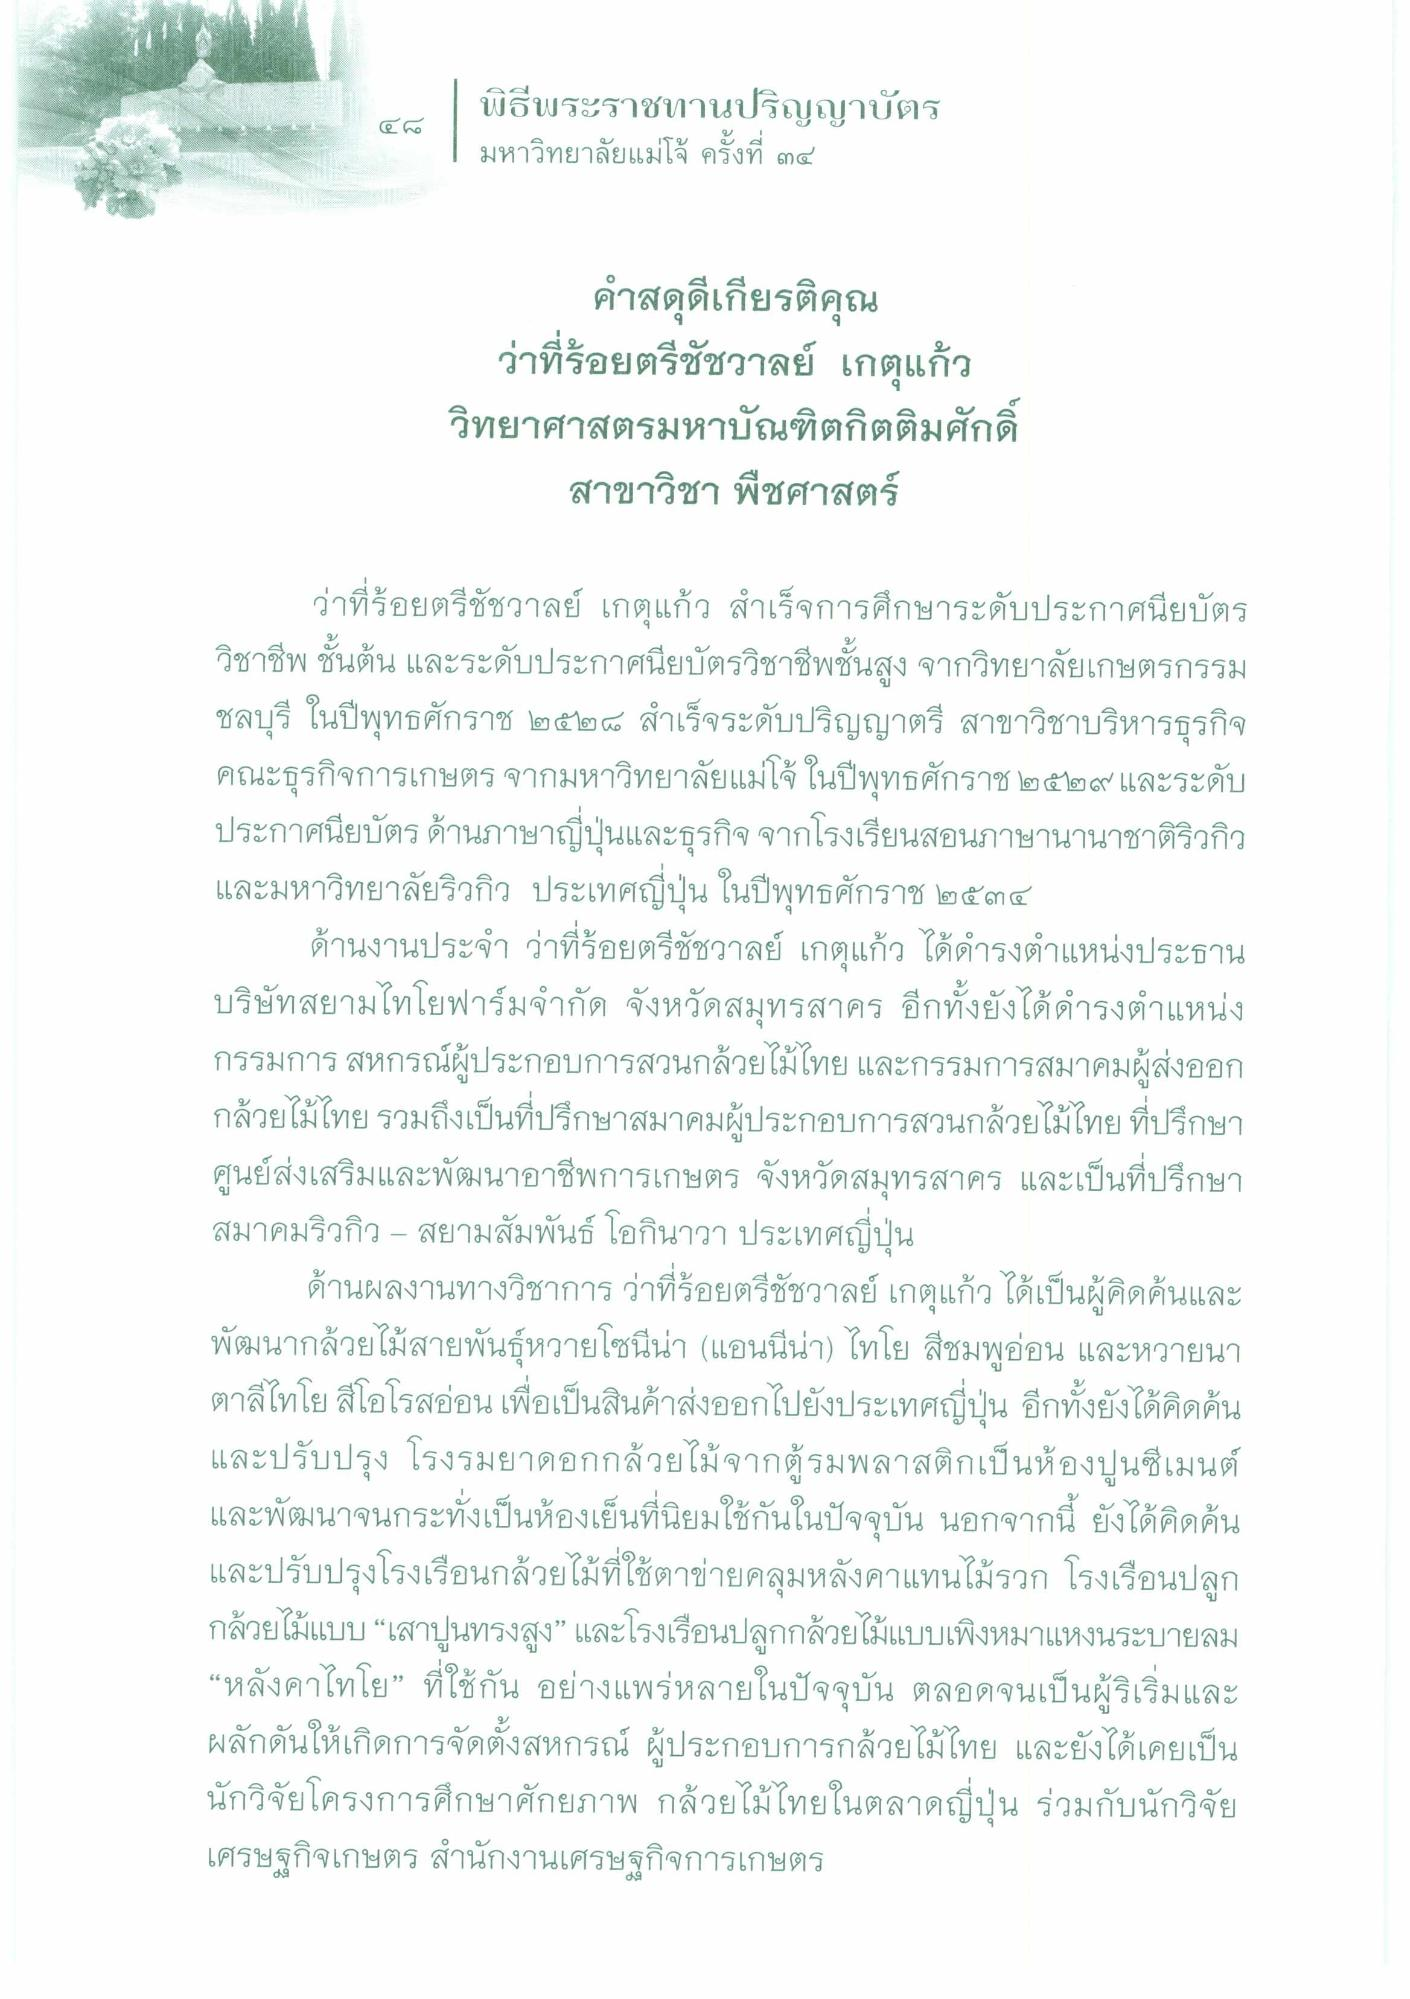 ๔๘
พิธีพระราชทานปริญญาบัตร
มหาวิทยาลัยแม่โจ้ ครั้งที่ ๓๔
คำสดุดีเกียรติคุณ
ว่าที่ร้อยตรีชัชวาลย์ เกตุแก้ว
วิทยาศาสตรมหาบัณฑิตกิตติมศักดิ์
สาขาวิชา พืชศาสตร์
ว่าที่ร้อยตรีชัชวาลย์ เกตุแก้ว สำเร็จการศึกษาระดับประกาศนียบัตร
วิชาชีพ ชั้นต้น และระดับประกาศนียบัตรวิชาชีพชั้นสูง จากวิทยาลัยเกษตรกรรม
ชลบุรี ในปีพุทธศักราช ๒๕๒๘ สำเร็จระดับปริญญาตรี สาขาวิชาบริหารธุรกิจ
คณะธุรกิจการเกษตร จากมหาวิทยาลัยแม่โจ้ ในปีพุทธศักราช ๒๕๒๙ และระดับ
ประกาศนียบัตร ด้านภาษาญี่ปุ่นและธุรกิจ จากโรงเรียนสอนภาษานานาชาติริวกิว
และมหาวิทยาลัยริวกิว ประเทศญี่ปุ่น ในปีพุทธศักราช ๒๕๓๔
ด้านงานประจำ ว่าที่ร้อยตรีชัชวาลย์ เกตุแก้ว ได้ดำรงตำแหน่งประธาน
บริษัทสยามไทโยฟาร์มจำกัด จังหวัดสมุทรสาคร อีกทั้งยังได้ดำรงตำแหน่ง
กรรมการ สหกรณ์ผู้ประกอบการสวนกล้วยไม้ไทย และกรรมการสมาคมผู้ส่งออก
กล้วยไม้ไทย รวมถึงเป็นที่ปรึกษาสมาคมผู้ประกอบการสวนกล้วยไม้ไทย ที่ปรึกษา
ศูนย์ส่งเสริมและพัฒนาอาชีพการเกษตร จังหวัดสมุทรสาคร และเป็นที่ปรึกษา
สมาคมริวกิว – สยามสัมพันธ์ โอกินาวา ประเทศญี่ปุ่น
ด้านผลงานทางวิชาการ ว่าที่ร้อยตรีชัชวาลย์ เกตุแก้ว ได้เป็นผู้คิดค้นและ
พัฒนากล้วยไม้สายพันธุ์หวายโซนีน่า (แอนนีน่า) ไทโย สีชมพูอ่อน และหวายนา
ตาลีไทโย สีโอโรสอ่อน เพื่อเป็นสินค้าส่งออกไปยังประเทศญี่ปุ่น อีกทั้งยังได้คิดค้น
และปรับปรุง โรงรมยาดอกกล้วยไม้จากตู้รมพลาสติกเป็นห้องปูนซีเมนต์
และพัฒนาจนกระทั่งเป็นห้องเย็นที่นิยมใช้กันในปัจจุบัน นอกจากนี้ ยังได้คิดค้น
และปรับปรุงโรงเรือนกล้วยไม้ที่ใช้ตาข่ายคลุมหลังคาแทนไม้รวก โรงเรือนปลูก
กล้วยไม้แบบ “เสาปูนทรงสูง” และโรงเรือนปลูกกล้วยไม้แบบเพิงหมาแหงนระบายลม
“หลังคาไทโย” ที่ใช้กัน อย่างแพร่หลายในปัจจุบัน ตลอดจนเป็นผู้ริเริ่มและ
ผลักดันให้เกิดการจัดตั้งสหกรณ์ ผู้ประกอบการกล้วยไม้ไทย และยังได้เคยเป็น
นักวิจัยโครงการศึกษาศักยภาพ กล้วยไม้ไทยในตลาดญี่ปุ่น ร่วมกับนักวิจัย
เศรษฐกิจเกษตร สำนักงานเศรษฐกิจการเกษตร